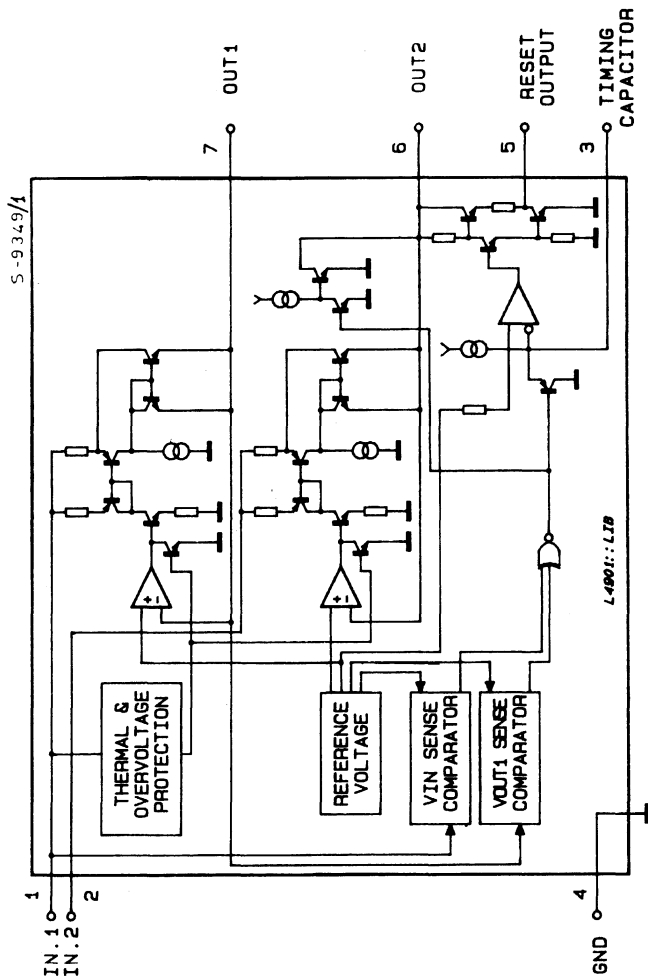 S-9349/1
IN.1
1
IN.2
2
THERMAL &
OVERVOLTAGE
PROTECTION
+
-
7
OUT1
REFERENCE
VOLTAGE
+
-
6
OUT2
VIN SENSE
COMPARATOR
VOUT1 SENSE
COMPARATOR
5
RESET
OUTPUT
3
TIMING
CAPACITOR
GND
4
L4901::LIB